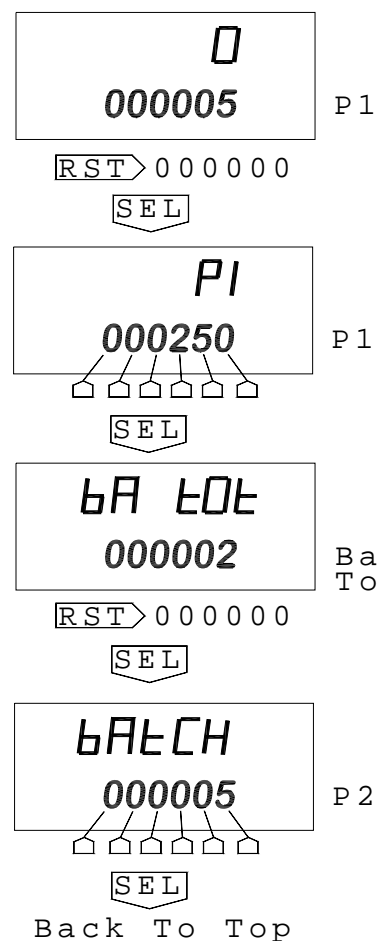 0
000005 P1
RST 000000
SEL
P1
000250 P1
SEL
bA tOt
000002
Ba
To
RST 000000
SEL
bAtCH
000005 P2
SEL
Back To Top